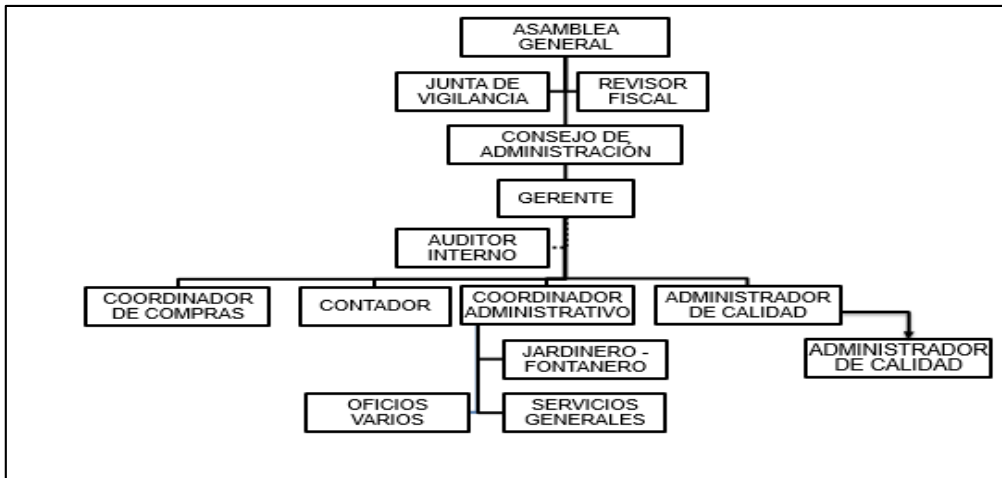 ASAMBLEA
GENERAL
JUNTA DE
VIGILANCIA
REVISOR
FISCAL
CONSEJO DE
ADMINISTRACIÓN
GERENTE
AUDITOR
INTERNO
COORDINADOR
DE COMPRAS
CONTADOR
COORDINADOR
ADMINISTRATIVO
ADMINISTRADOR
DE CALIDAD
ADMINISTRADOR
DE CALIDAD
JARDINERO -
FONTANERO
OFICIOS
VARIOS
SERVICIOS
GENERALES